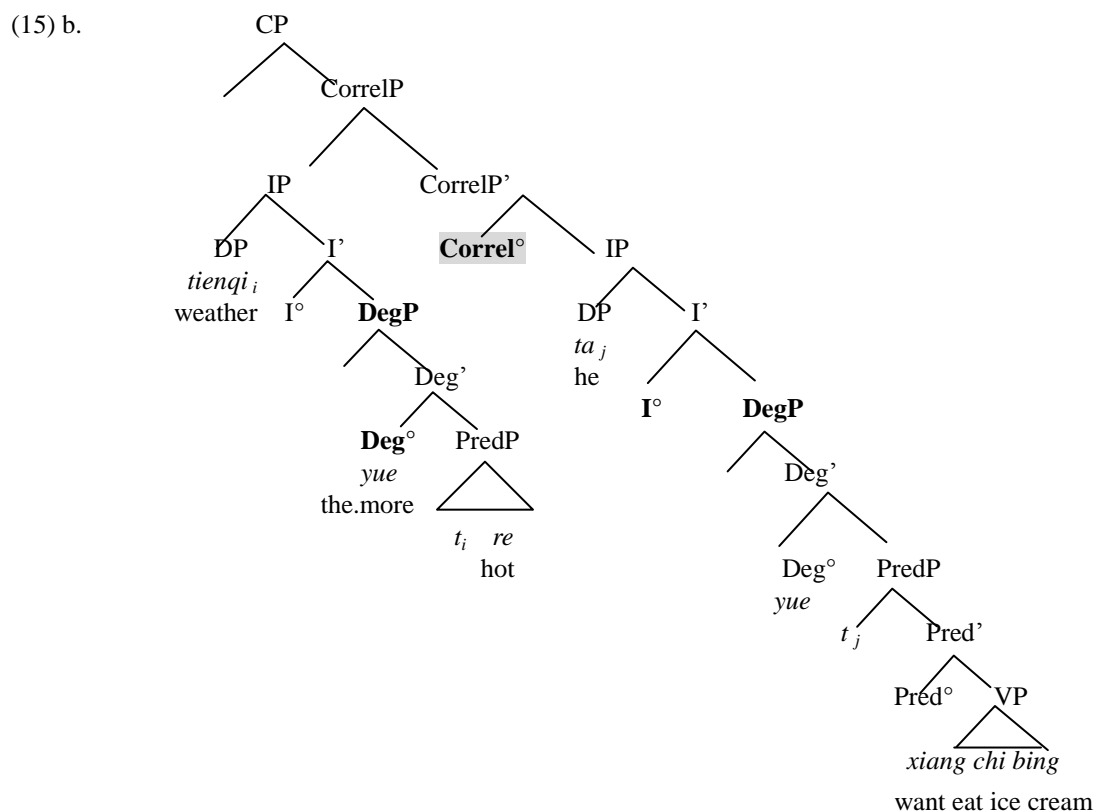 (15) b. CP
CorrelP
IP CorrelP’
DP I’ Correl° IP
tienqi i
weather I° DegP DP I’
ta j
he
Deg’
I° DegP
Deg° PredP
yue Deg’
the.more
t i re
hot
Deg° PredP
yue
t j Pred’
Pred° VP
xiang chi bing
want eat ice cream